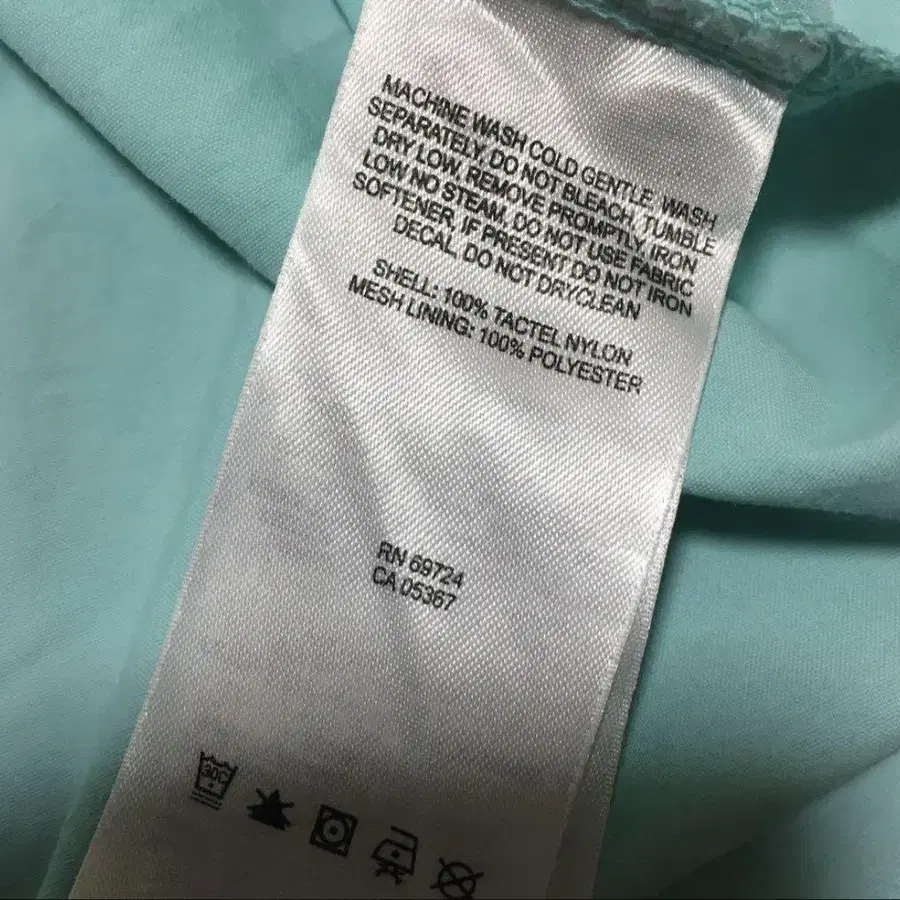 MACHINE WASH COLD GENTLE, WASH
SEPARATELY, DO NOT BLEACH, TUMBLE
DRY LOW, REMOVE PROMPTLY, IRON
LOW NO STEAM. DO NOT USE FABRIC
SOFTENER, IF PRESENT DO NOT IRON
DECAL, DO NOT DRYCLEAN
SHELL: 100% TACTEL NYLON
MESH LINING: 100% POLYESTER
RN 69724
CA 05367
30C